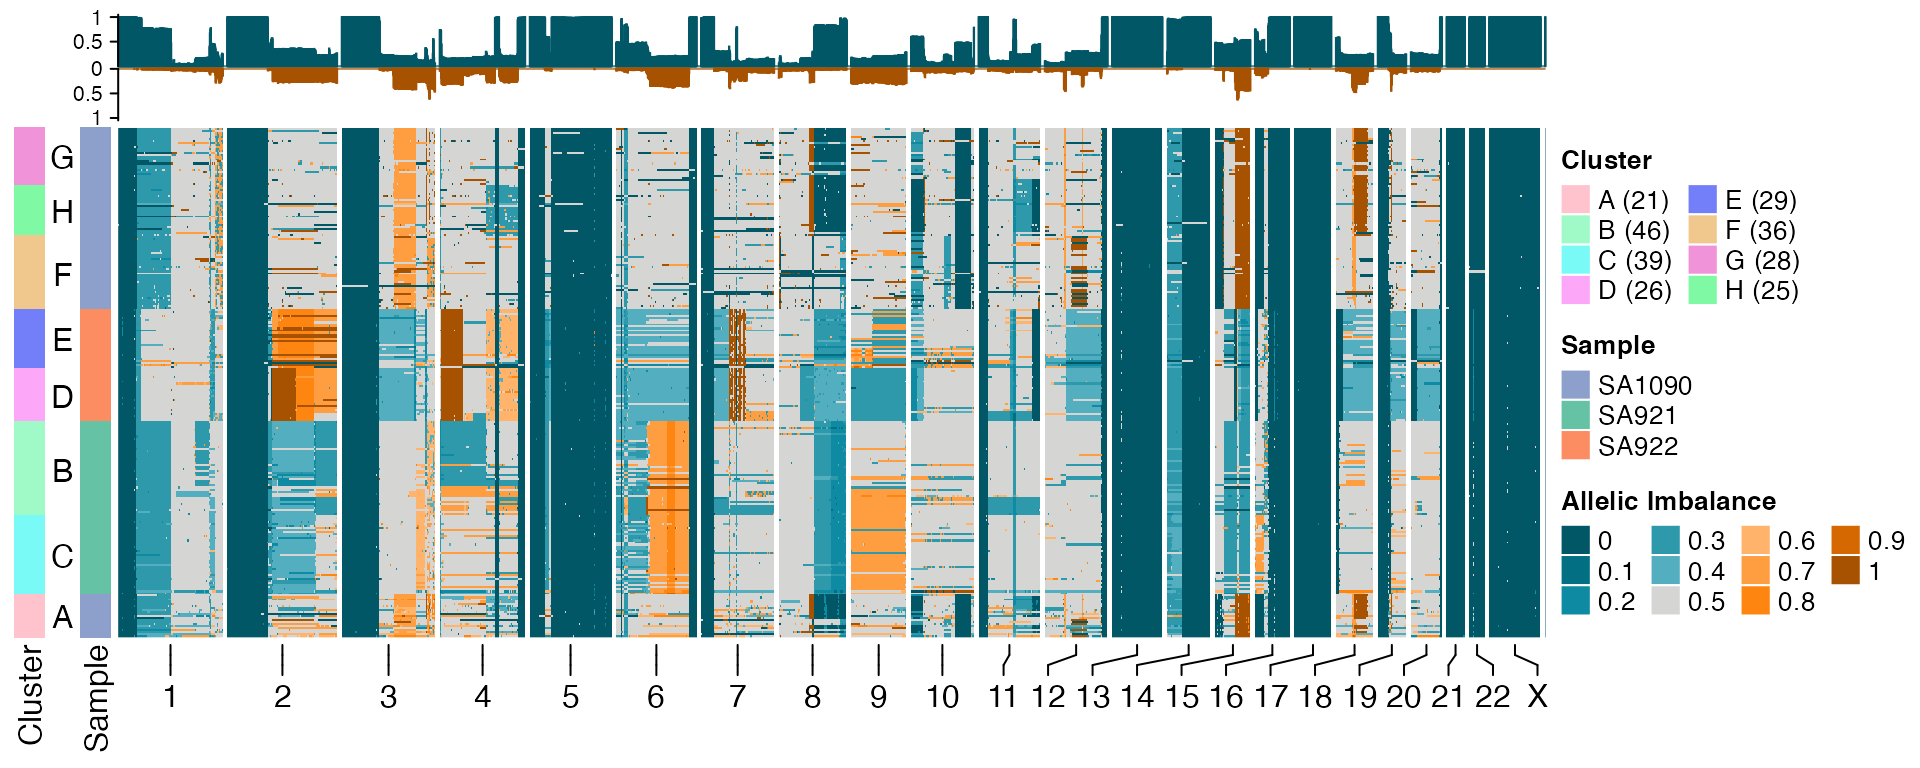 1
0.5
0
0.5
1
G
H
F
E
D
B
C
A
Cluster
Sample
1 2 3 4 5 6 7 8 9 10 11 12 13 14 15 16 17 18 19 20 21 22 X
Cluster
A (21) E (29)
B (46) F (36)
C (39) G (28)
D (26) H (25)
Sample
SA1090
SA921
SA922
Allelic Imbalance
0 0.3 0.6 0.9
0.1 0.4 0.7 1
0.2 0.5 0.8